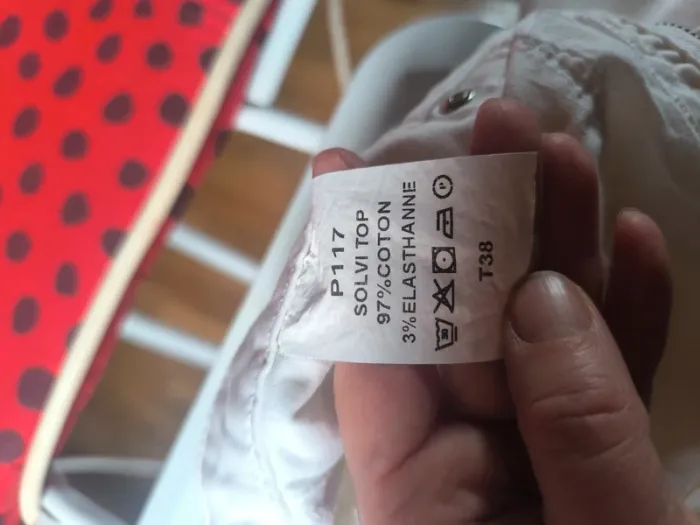 P117
SOLVI TOP
97%COTON
3%ELASTHANNE
T38